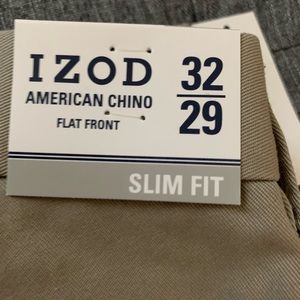 IZOD
AMERICAN CHINO
FLAT FRONT
32
29
SLIM FIT